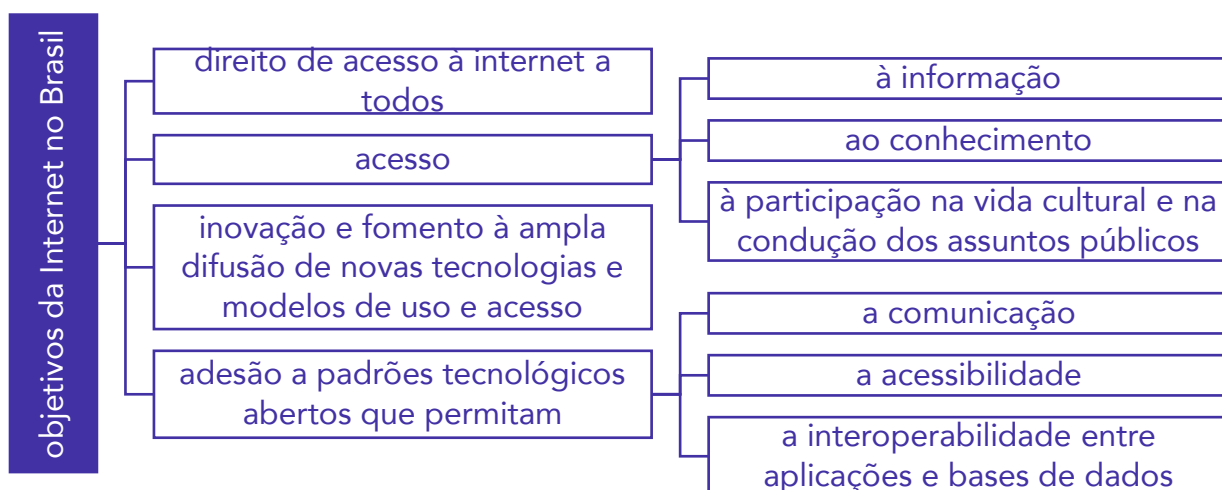 objetivos da Internet no Brasil
direito de acesso à internet a
todos
acesso
à informação
ao conhecimento
à participação na vida cultural e na
condução dos assuntos públicos
inovação e fomento à ampla
difusão de novas tecnologias e
modelos de uso e acesso
adesão a padrões tecnológicos
abertos que permitam
a comunicação
a acessibilidade
a interoperabilidade entre
aplicações e bases de dados